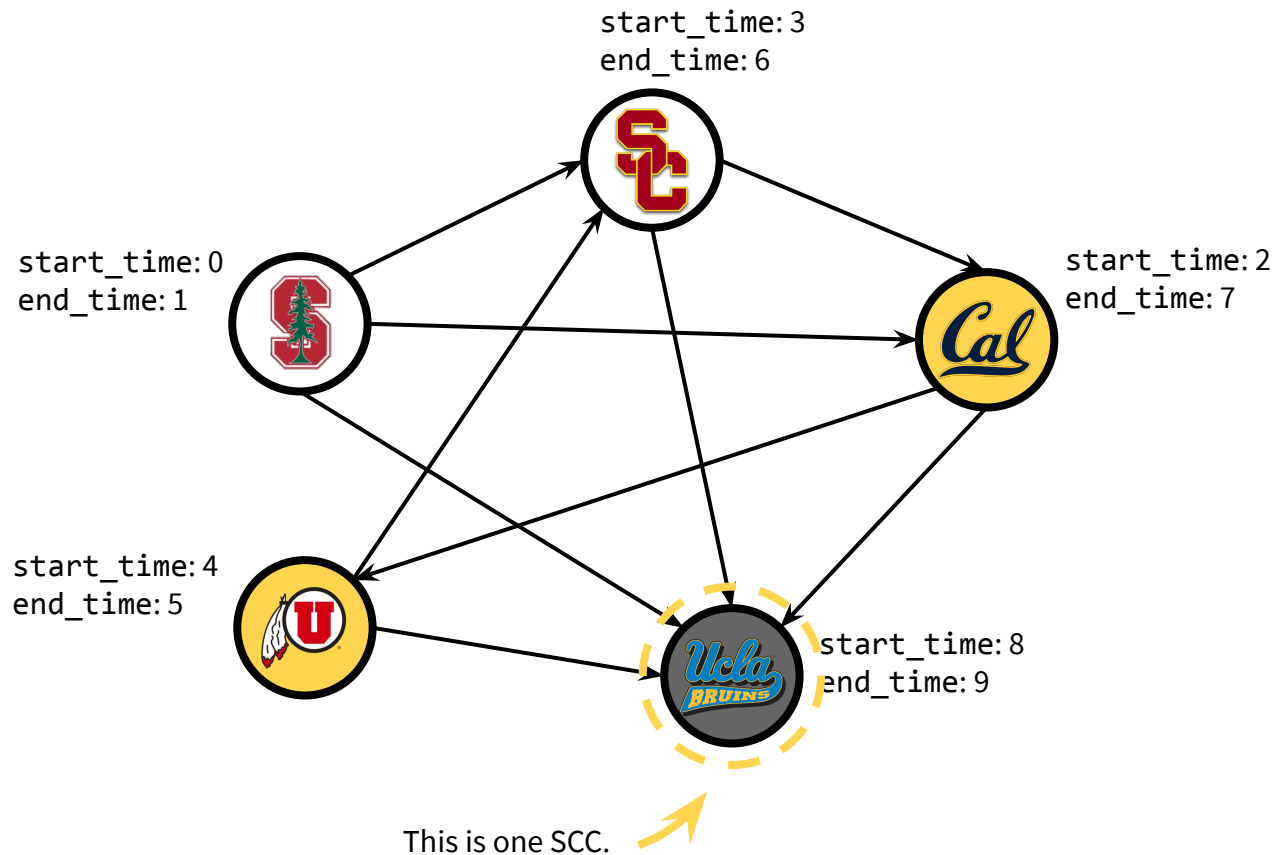 start_time: 3
end_time: 6
SC
start_time: 0
end_time: 1
S
start_time: 2
end_time: 7
Cal
start_time: 4
end_time: 5
U
Ucla
BRUINS
start_time: 8
end_time: 9
This is one SCC.